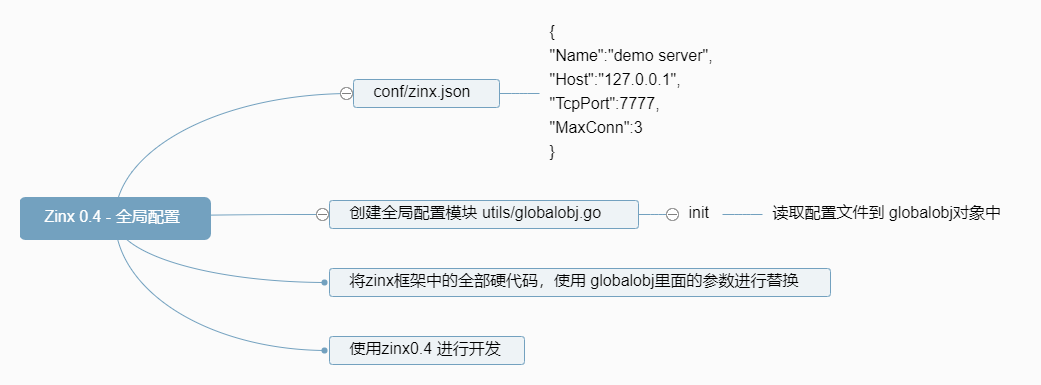 Zinx 0.4 - 全局配置
conf/zinx.json
{
"Name":"demo server",
"Host":"127.0.0.1",
"TcpPort":7777,
"MaxConn":3
}
创建全局配置模块 utils/globalobj.go
init
读取配置文件到 globalobj对象中
将zinx框架中的全部硬代码，使用 globalobj里面的参数进行替换
使用zinx0.4 进行开发